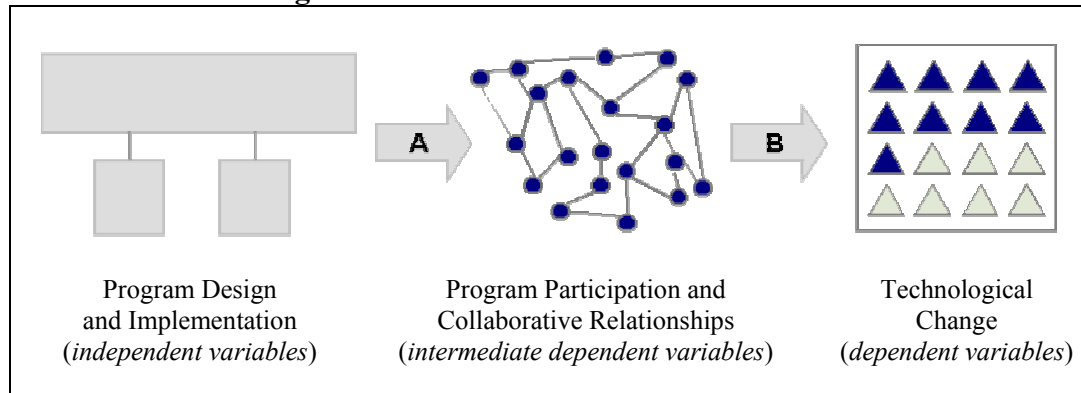 A
B
Program Design
and Implementation
(independent variables)
Program Participation and
Collaborative Relationships
(intermediate dependent variables)
Technological
Change
(dependent variables)